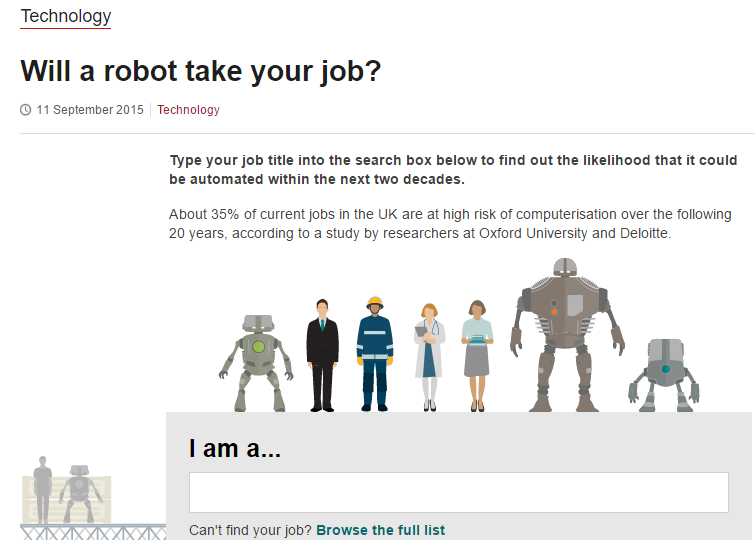 Technology
Will a robot take your job?
11 September 2015 Technology
Type your job title into the search box below to find out the likelihood that it could
be automated within the next two decades.
About 35% of current jobs in the UK are at high risk of computerisation over the following
20 years, according to a study by researchers at Oxford University and Deloitte.
I am a...
Can't find your job? Browse the full list